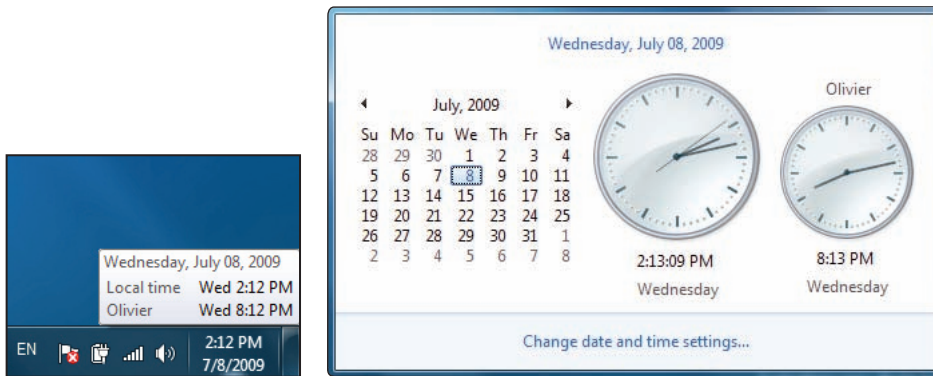 Wednesday, July 08, 2009
Local time Wed 2:12 PM
Olivier Wed 8:12 PM
EN 2:12 PM
7/8/2009
Wednesday, July 08, 2009
July, 2009
Su Mo Tu We Th Fr Sa
28 29 30 1 2 3 4
5 6 7 8 9 10 11
12 13 14 15 16 17 18
19 20 21 22 23 24 25
26 27 28 29 30 31 1
2 3 4 5 6 7 8
2:13:09 PM
Wednesday
Olivier
8:13 PM
Wednesday
Change date and time settings...